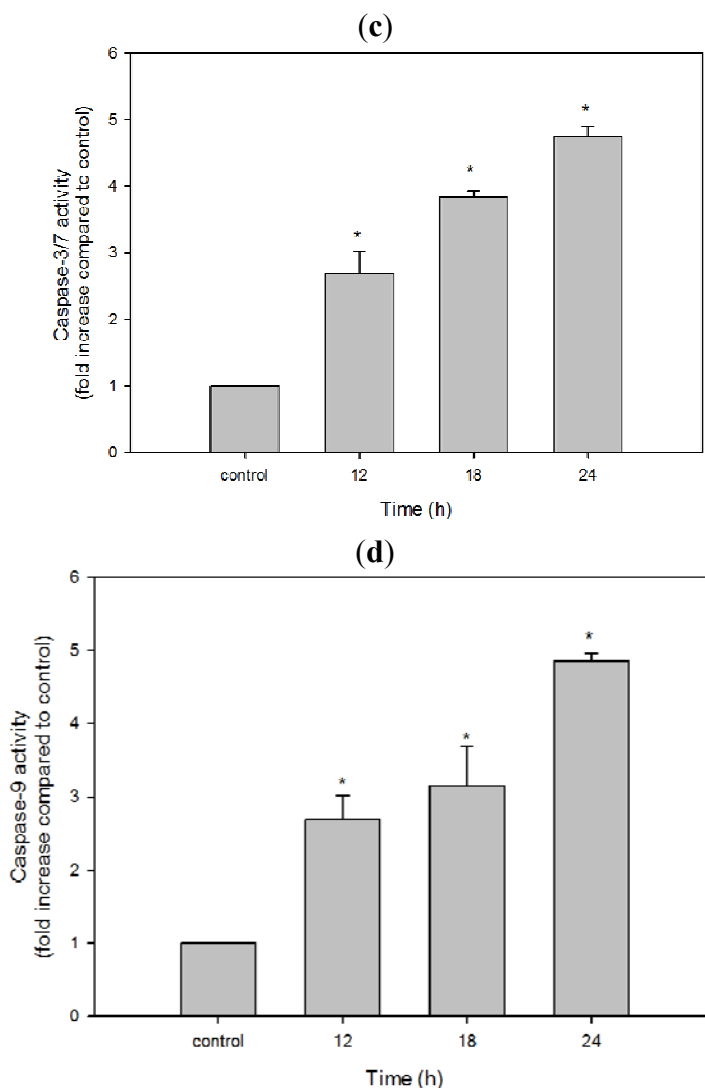 (c)
Caspase-3/7 activity
(fold increase compared to control)
6
5
4
3
2
1
0
*
*
*
control 12 18 24
Time (h)
(d)
Caspase-9 activity
(fold increase compared to control)
6
5
4
3
2
1
0
*
*
*
control 12 18 24
Time (h)